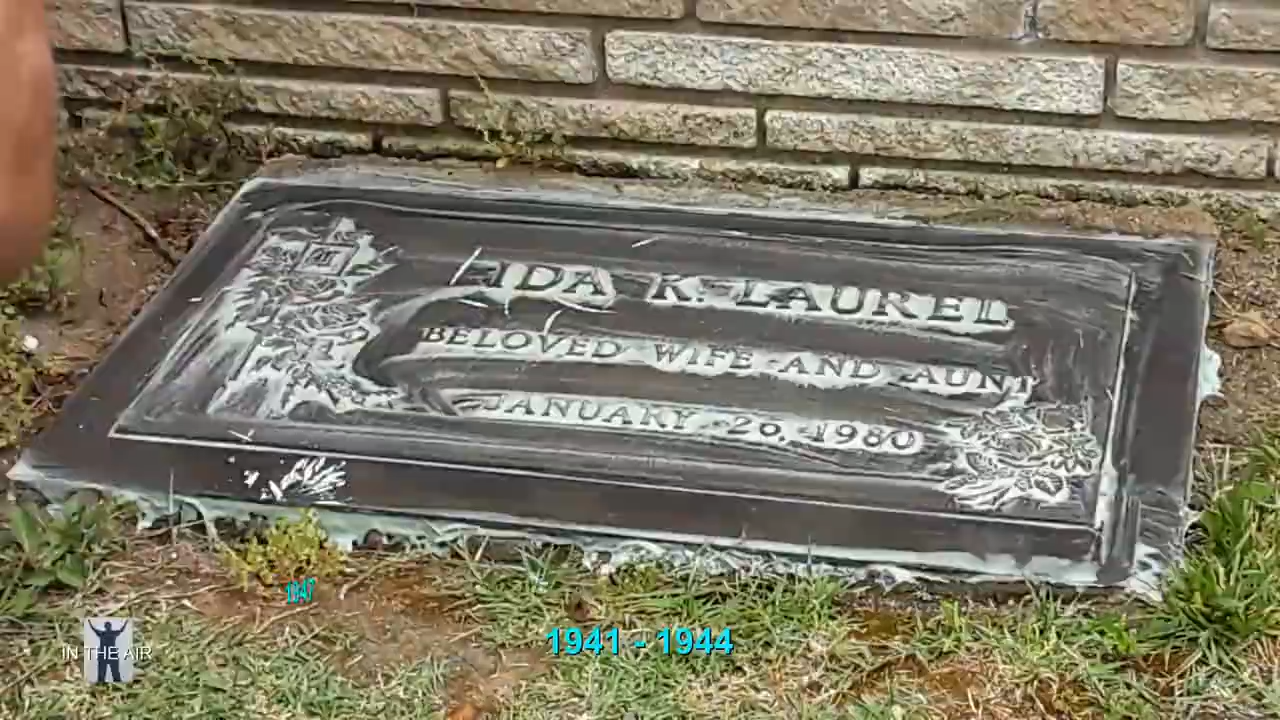 IDA K. LAUREL
BELOVED WIFE AND AUNT
JANUARY 26, 1980
1947
1941 - 1944
IN THE AIR